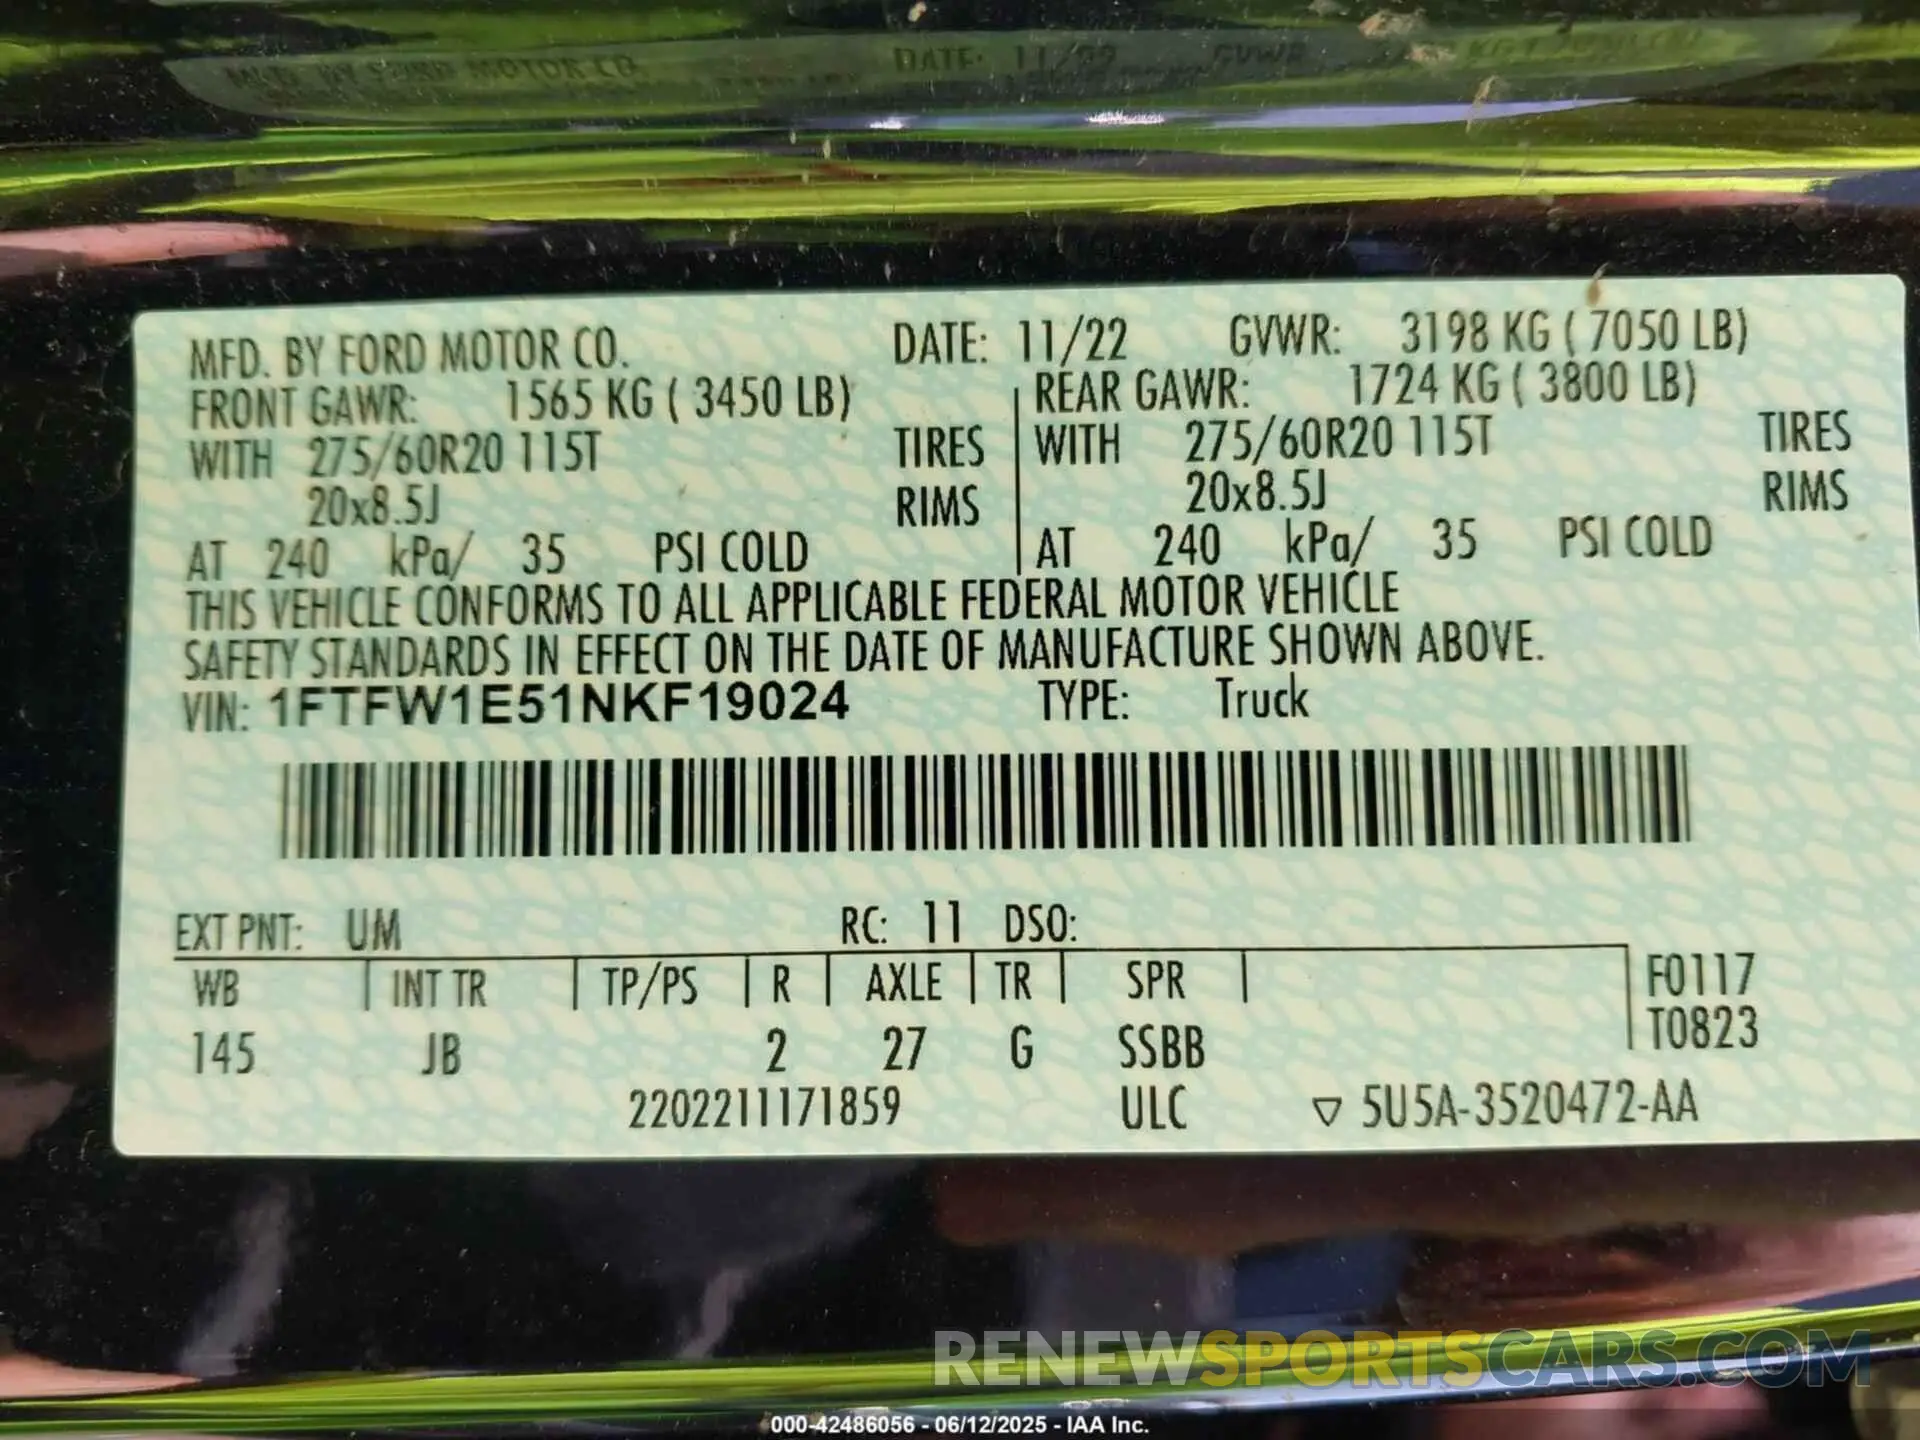 MFD. BY FORD MOTOR CO. DATE: 11/22 GVWR: 3198 KG ( 7050 LB)
FRONT GAWR: 1565 KG ( 3450 LB) REAR GAWR: 1724 KG ( 3800 LB)
WITH 275/60R20 115T TIRES WITH 275/60R20 115T TIRES
20x8.5J RIMS 20x8.5J RIMS
AT 240 kPa/ 35 PSI COLD AT 240 kPa/ 35 PSI COLD
THIS VEHICLE CONFORMS TO ALL APPLICABLE FEDERAL MOTOR VEHICLE
SAFETY STANDARDS IN EFFECT ON THE DATE OF MANUFACTURE SHOWN ABOVE.
VIN: 1FTFW1E51NKF19024 TYPE: Truck
EXT PNT: UM RC: 11 DSO:
WB INT TR TP/PS R AXLE TR SPR F0117
T0823
145 JB 2 27 G SSBB
2202211171859 ULC ▽ 5U5A-3520472-AA
RENEWSPORTSCARS.COM
000-42486056 - 06/12/2025 - IAA Inc.